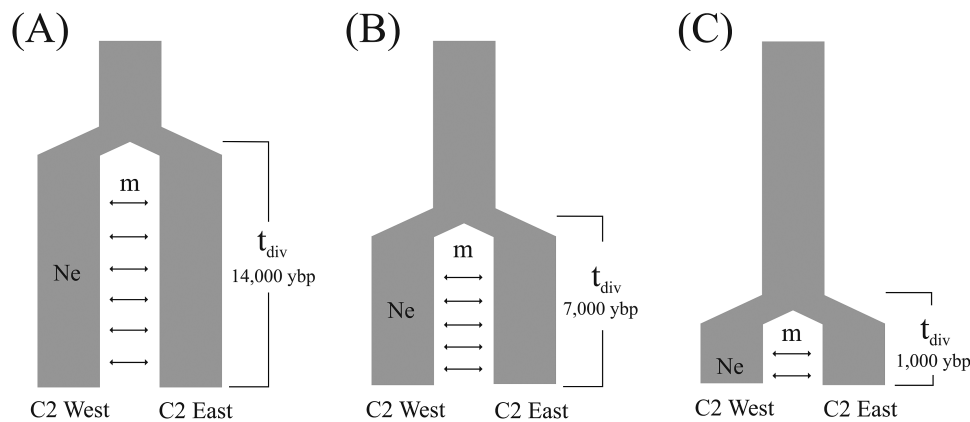 (A)
m
Ne
t div
14,000 ybp
C2 West C2 East
(B)
m
Ne
t div
7,000 ybp
C2 West C2 East
(C)
m
Ne
t div
1,000 ybp
C2 West C2 East